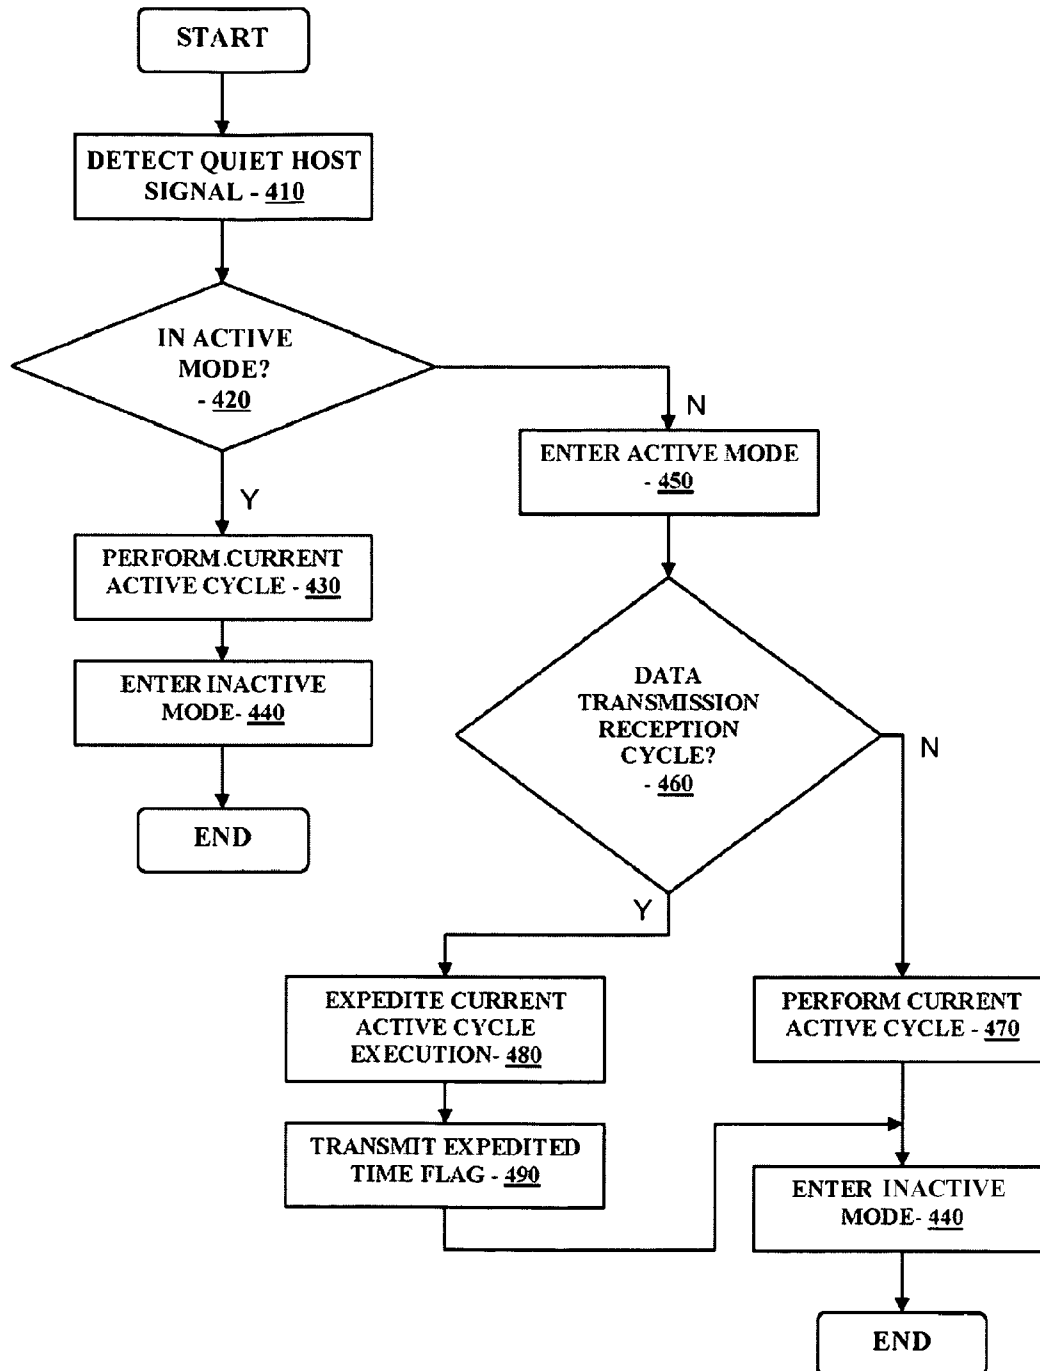 START
DETECT QUIET HOST
SIGNAL - 410
IN ACTIVE
MODE?
- 420
N
ENTER ACTIVE MODE
- 450
Y
PERFORM.CURRENT
ACTIVE CYCLE - 430
ENTER INACTIVE
MODE- 440
END
DATA
TRANSMISSION
RECEPTION
CYCLE?
- 460
N
Y
EXPEDITE CURRENT
ACTIVE CYCLE
EXECUTION- 480
PERFORM CURRENT
ACTIVE CYCLE - 470
TRANSMIT EXPEDITED
TIME FLAG - 490
ENTER INACTIVE
MODE- 440
END